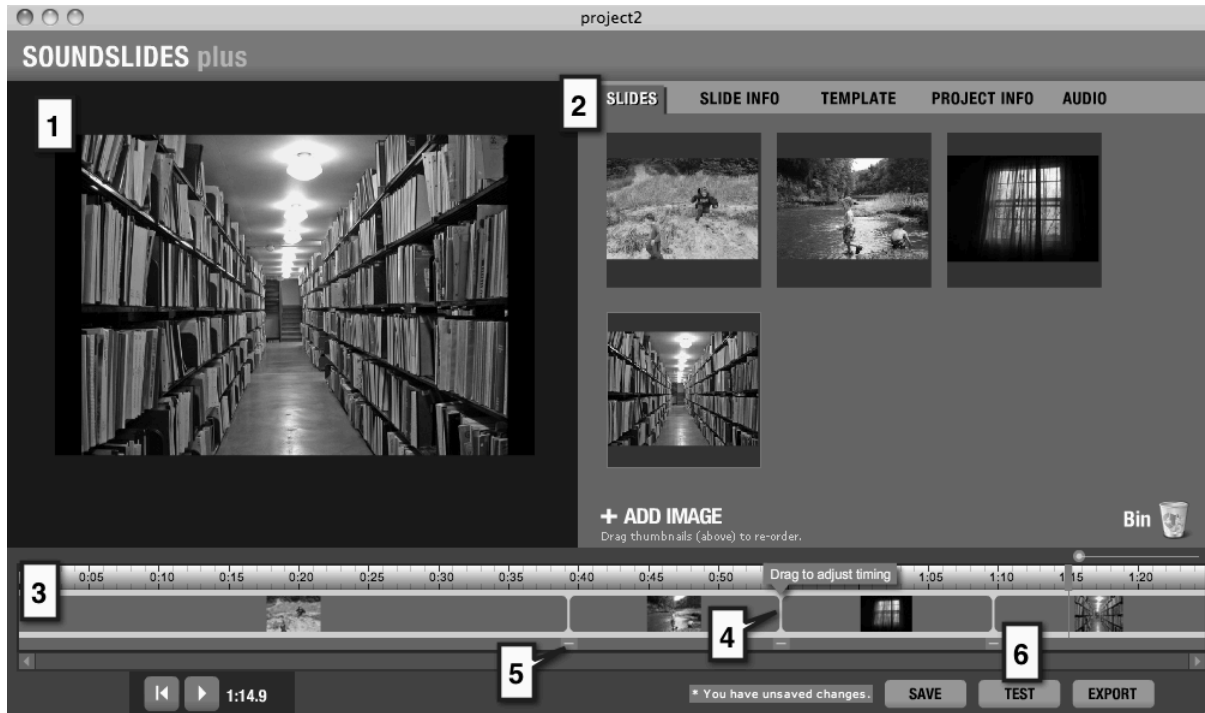 project2
SOUNDSLIDES plus
1
2
SLIDES SLIDE INFO TEMPLATE PROJECT INFO AUDIO
+ ADD IMAGE
Drag thumbnails (above) to re-order.
Bin
3
0:05 0:10 0:15 0:20 0:25 0:30 0:35 0:40 0:45 0:50 1:05 1:10 1:15 1:20
Drag to adjust timing
4
5
6
1:14.9
* You have unsaved changes.
SAVE TEST EXPORT